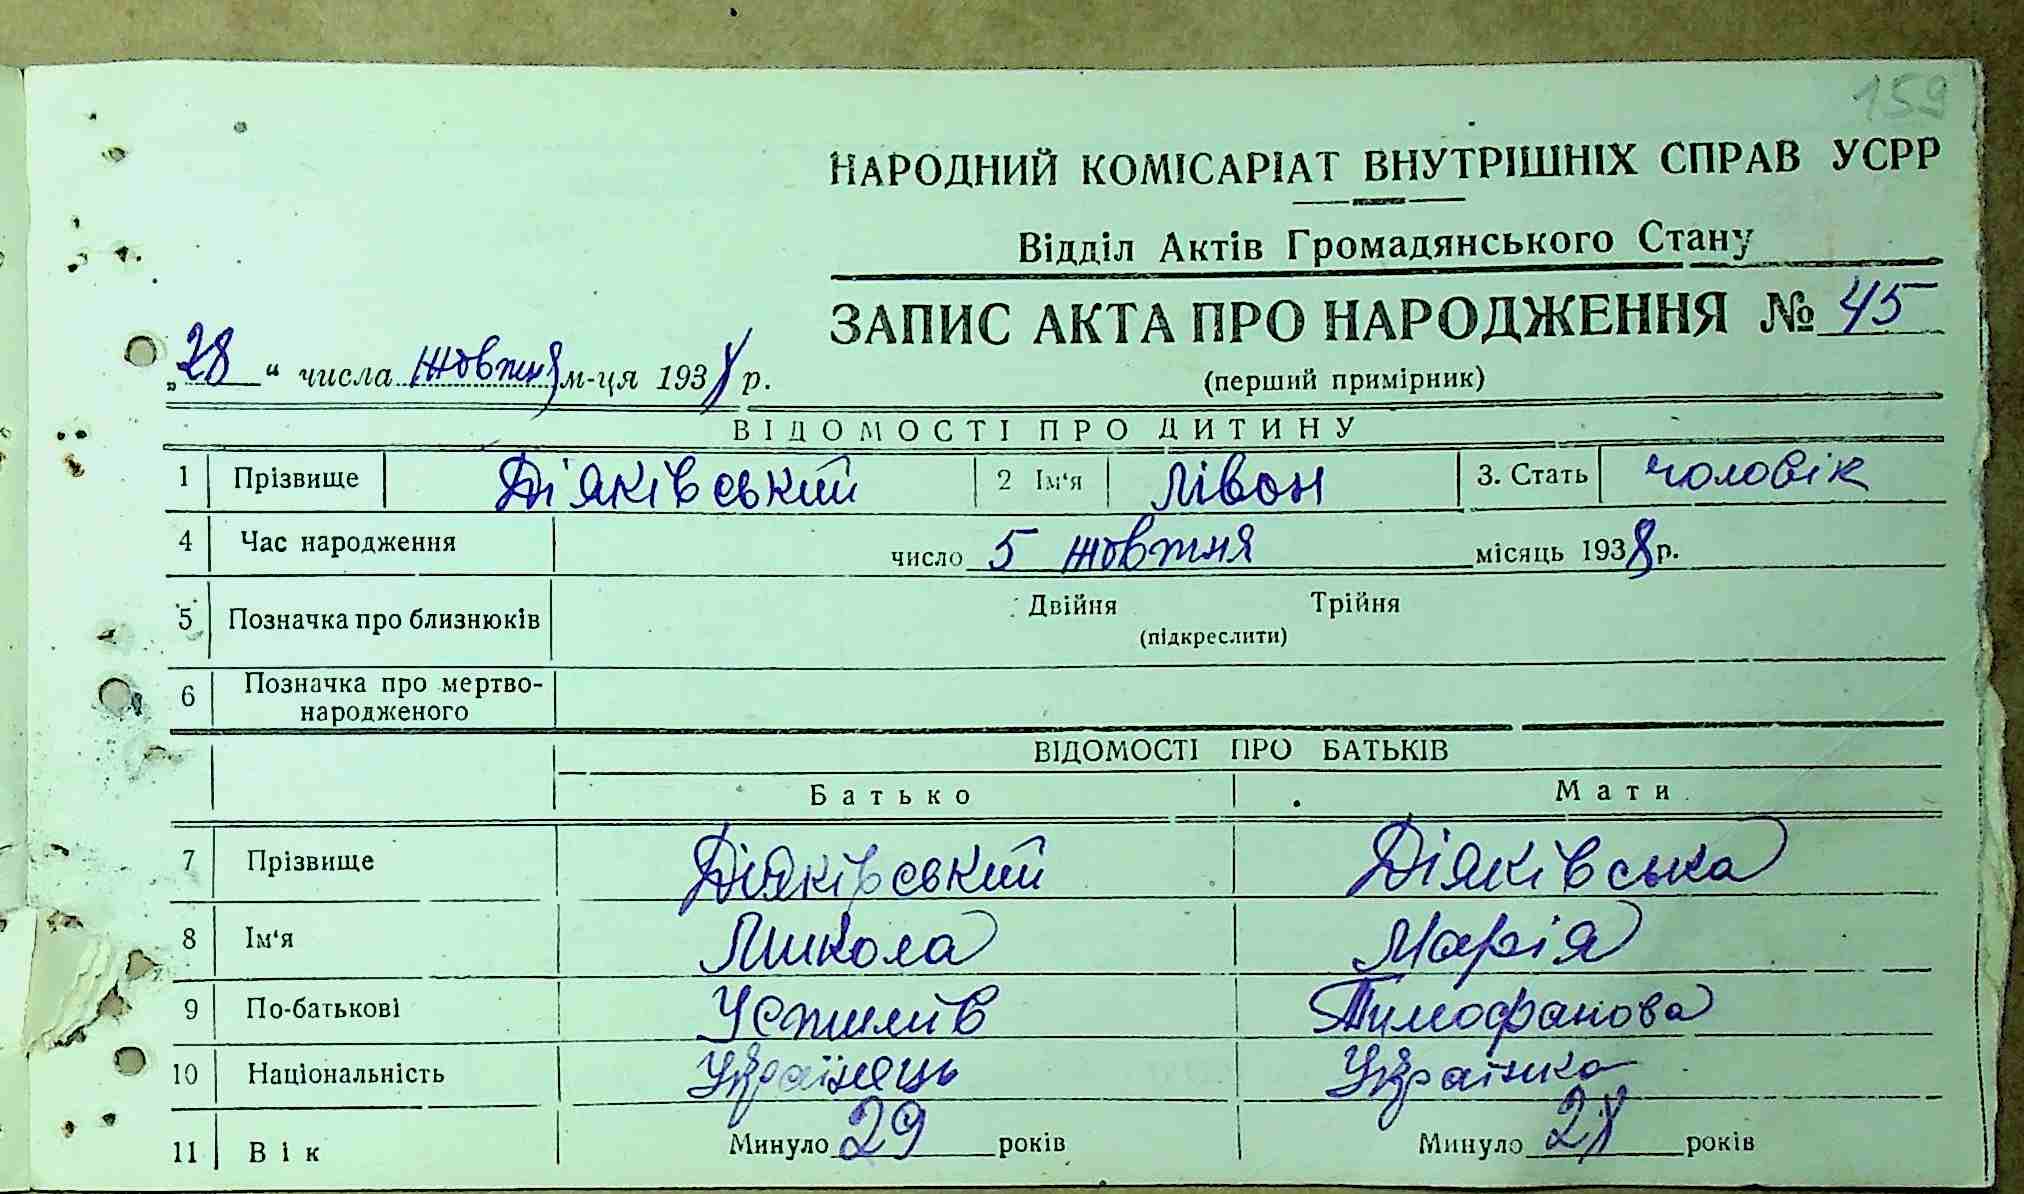 159
НАРОДНИЙ КОМІСАРІАТ ВНУТРІШНІХ СПРАВ УСРР
Відділ Актів Громадянського Стану
ЗАПИС АКТА ПРО НАРОДЖЕННЯ № 45
„28“ числа жовтня м-ця 1938 р.
(перший примірник)
ВІДОМОСТІ ПРО ДИТИНУ
1 Прізвище Діяківський 2 Ім'я Лівон 3. Стать чоловік
4 Час народження число 5 жовтня місяць 1938 р.
5 Позначка про близнюків Двійня Трійня
(підкреслити)
6 Позначка про мертво-
народженого
ВІДОМОСТІ ПРО БАТЬКІВ
Батько Мати
7 Прізвище Діяківський Діяківська
8 Ім'я Микола Марія
9 По-батькові Устимів Тимофанова
10 Національність Українець Українка
11 Вік Минуло 29 років Минуло 28 років